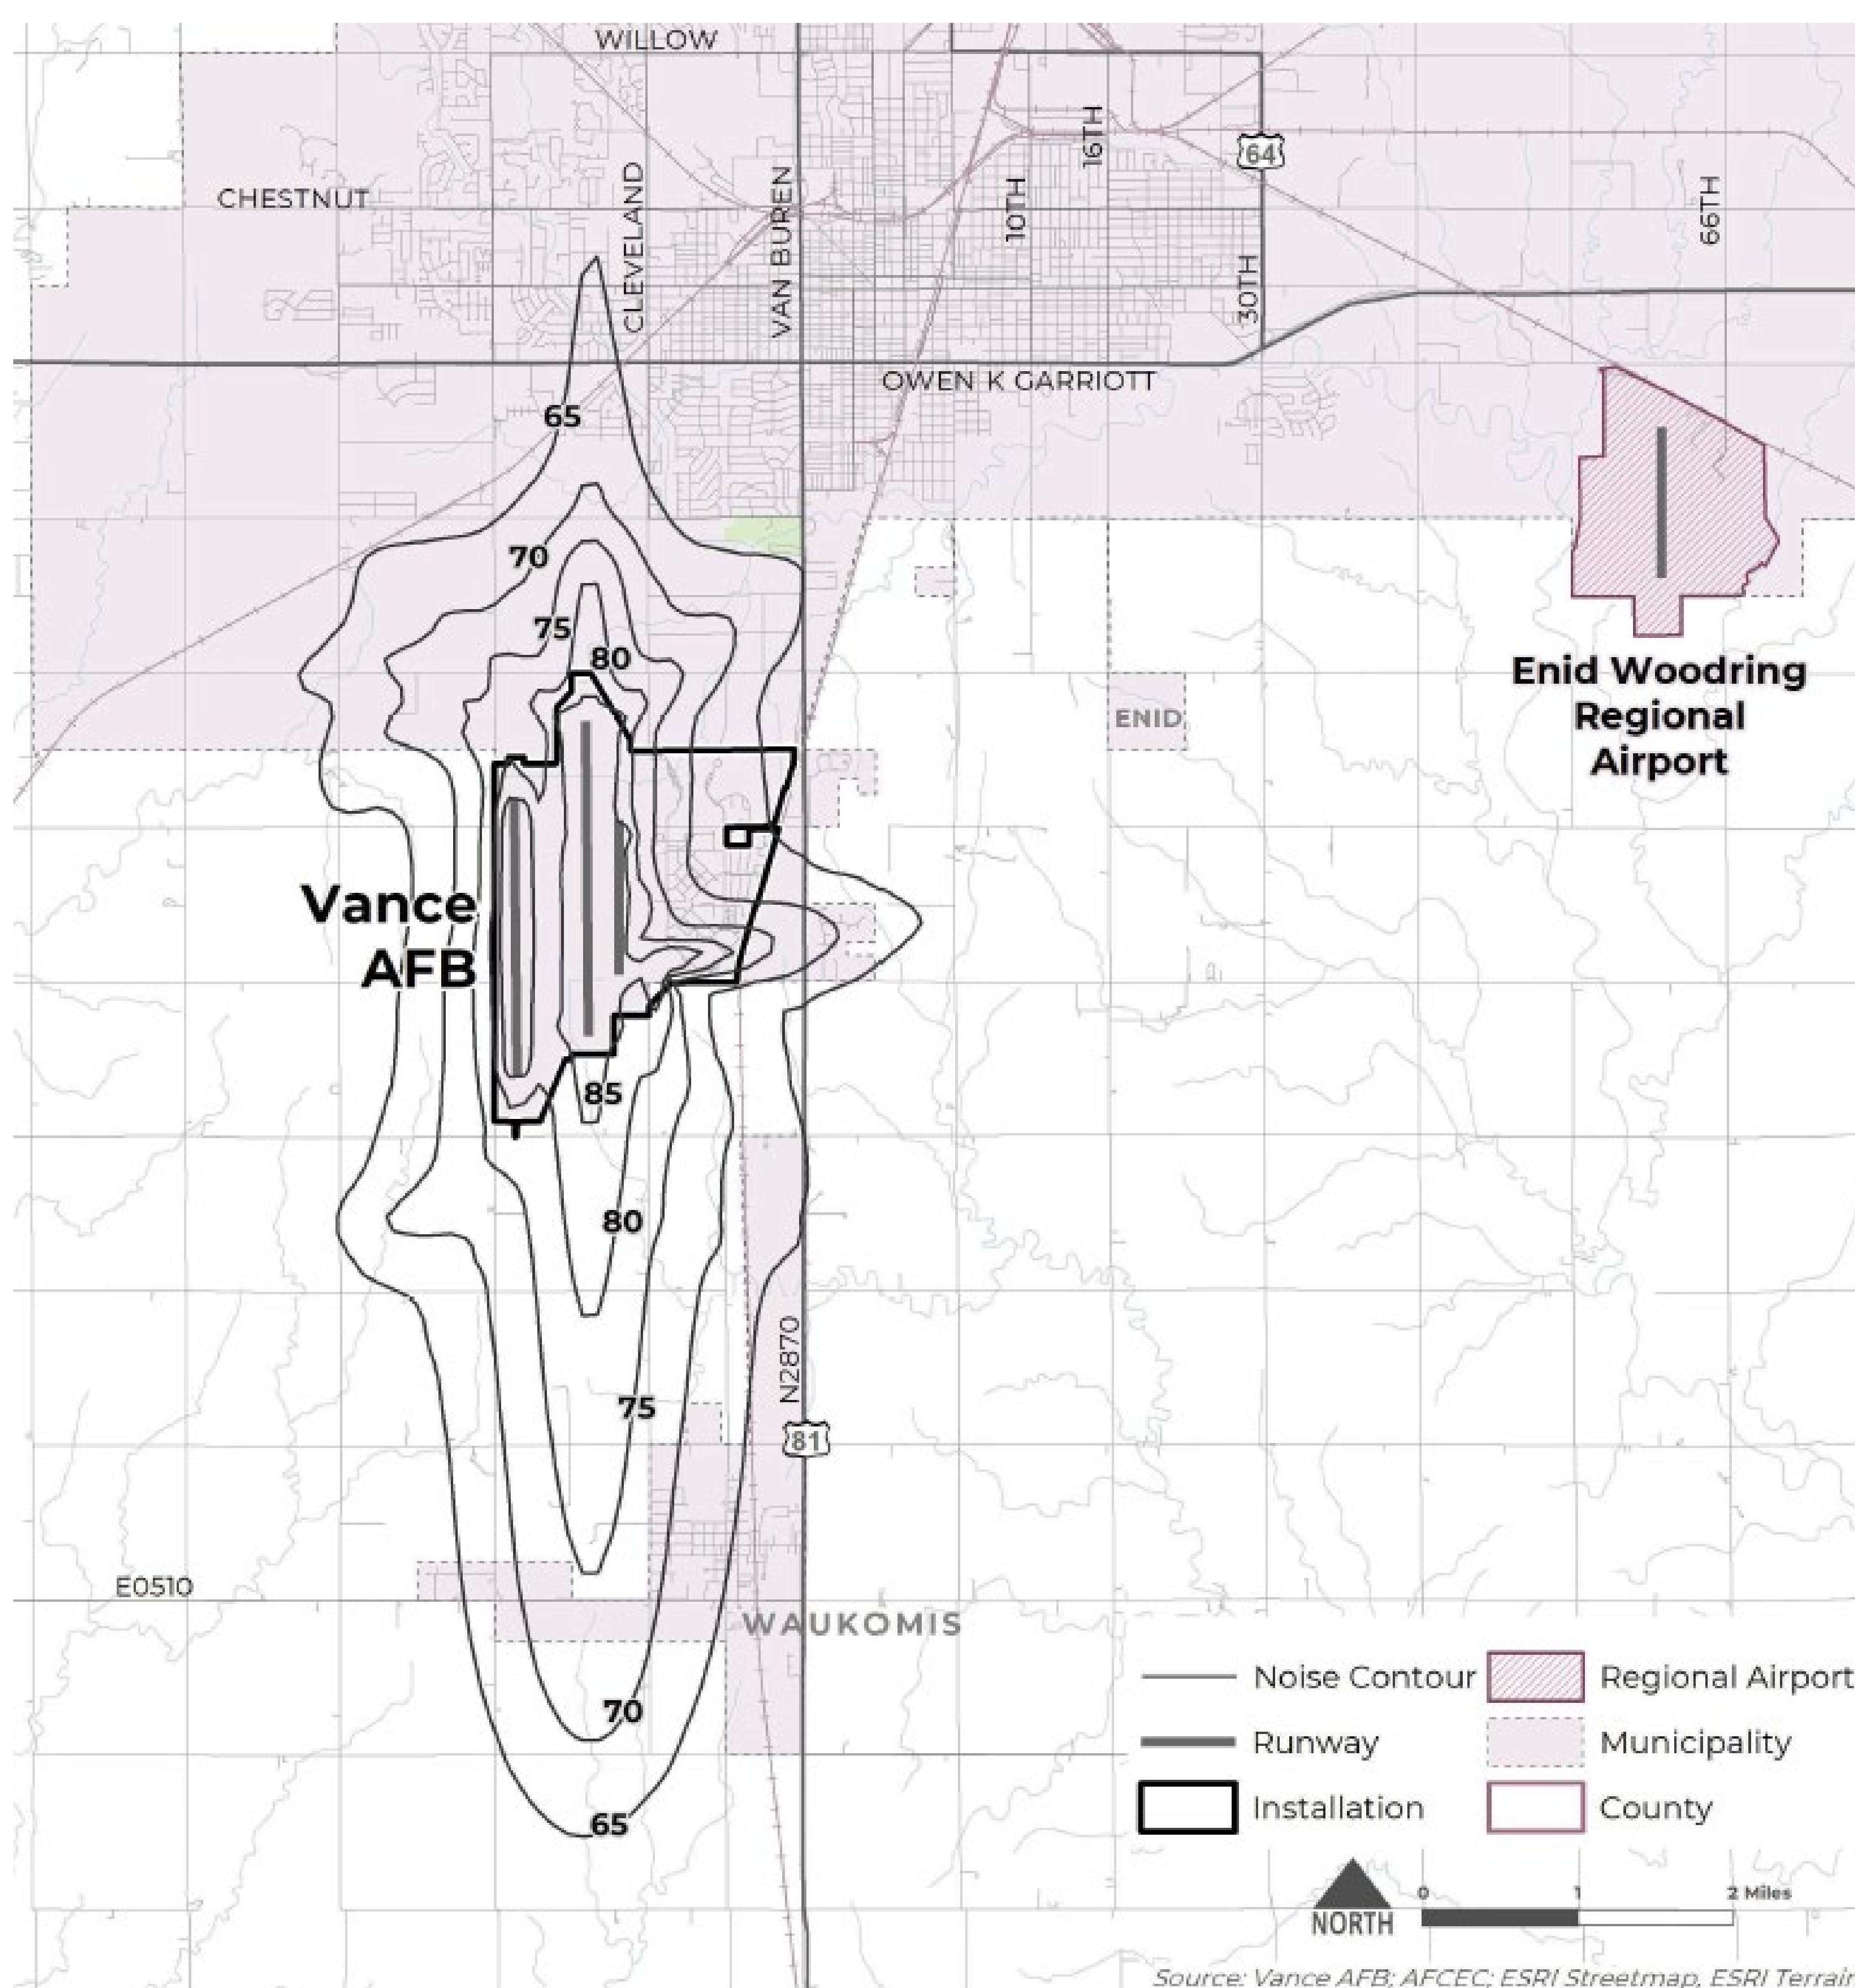 WILLOW
16TH
64
CHESTNUT
CLEVELAND
VAN BUREN
10TH
66TH
30TH
OWEN K GARRIOTT
65
70
75
80
ENID
Enid Woodring
Regional
Airport
Vance
AFB
85
80
N2870
75
81
E0510
WAUKOMIS
70
65
Noise Contour
Runway
Installation
Regional Airport
Municipality
County
NORTH
0 1 2 Miles
Source: Vance AFB; AFCEC; ESRI Streetmap, ESRI Terrain